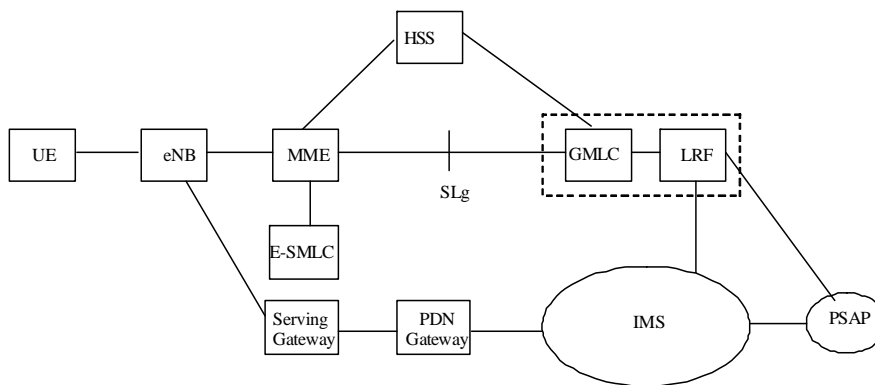 HSS
UE
eNB
MME
GMLC
LRF
SLg
E-SMLC
Serving
Gateway
PDN
Gateway
IMS
PSAP